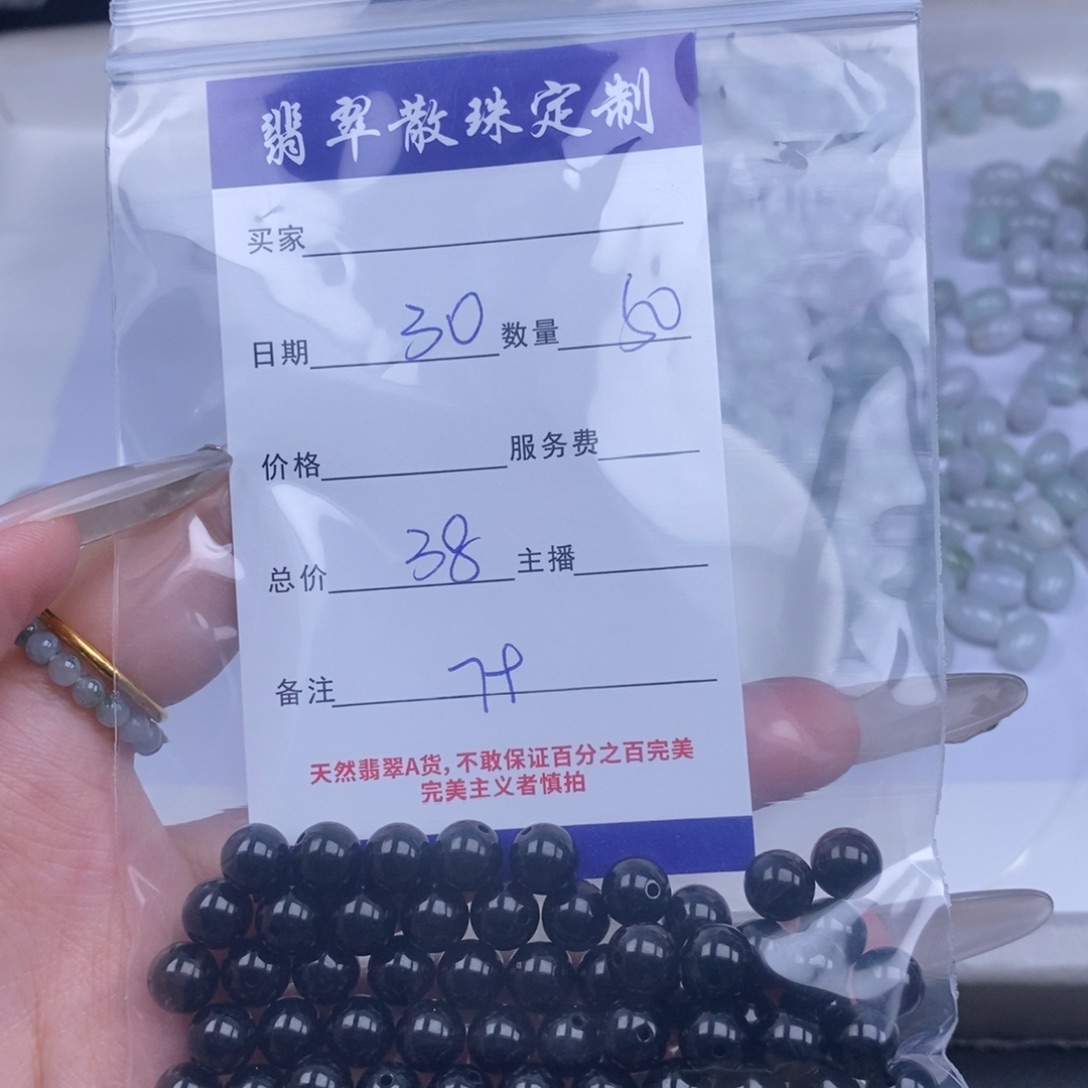 翡翠散珠定制
买家
日期 30 数量 50
价格 服务费
总价 38 主播
备注
天然翡翠A货,不敢保证百分之百完美
完美主义者慎拍